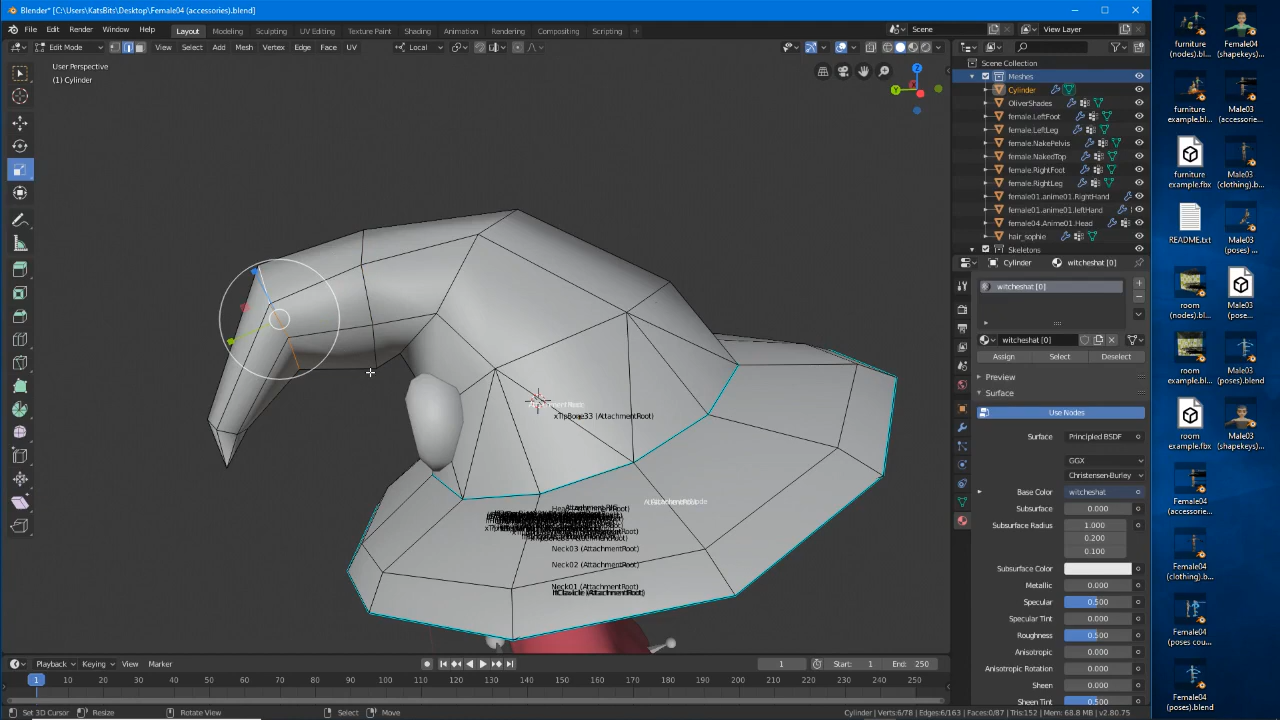 Blender* [C:\Users\KatsBits\Desktop\Female04 (accessories).blend]
File Edit Render Window Help
Layout Modeling Sculpting UV Editing Texture Paint Shading Animation Rendering Compositing Scripting +
Scene
View Layer
Edit Mode
View Select Add Mesh Vertex Edge Face UV
Local
User Perspective
(1) Cylinder
Z
Y
Scene Collection
Meshes
Cylinder
OliverShades
female.LeftFoot
female.LeftLeg
female.NakePelvis
female.NakedTop
female.RightFoot
female.RightLeg
female01.anime01.RightHand
female01.anime01.leftHand
female04.Anime01.Head
hair_sophie
Skeletons
Cylinder
witcheshat [0]
witcheshat [0]
witcheshat [0]
Assign Select Deselect
Preview
Surface
Use Nodes
Surface Principled BSDF
GGX
Christensen-Burley
Base Color witcheshat
Subsurface 0.000
Subsurface Radius 1.000
0.200
0.100
Subsurface Color
Metallic 0.000
Specular 0.500
Specular Tint 0.000
Roughness 0.500
Anisotropic 0.000
Anisotropic Rotation 0.000
Sheen 0.000
Sheen Tint 0.500
xTipBone33 (AttachmentRoot)
Neck03 (AttachmentRoot)
Neck02 (AttachmentRoot)
Neck01 (AttachmentRoot)
Playback Keying View Marker
1
Start: 1
End: 250
1 10 20 30 40 50 60 70 80 90 100 110 120 130 140 150 160 170 180 190 200 210 220 230 240 250
Set 3D Cursor
Resize
Rotate View
Select
Move
Cylinder | Verts:6/78 | Edges:6/163 | Faces:0/87 | Tris:152 | Mem: 68.8 MB | v2.80.75
furniture
(nodes).bl...
Female04
(shapekeys)...
furniture
example.bl...
Male03
(accessorie...
furniture
example.fbx
Male03
(clothing).b...
README.txt
Male03
(poses) ...
room
(nodes).bl...
Male03
(pose...
room
example.bl...
Male03
(poses).blend
room
example.fbx
Male03
(shapekeys)...
Female04
(accessorie...
Female04
(clothing).b...
Female04
(poses cou...
Female04
(poses).blend